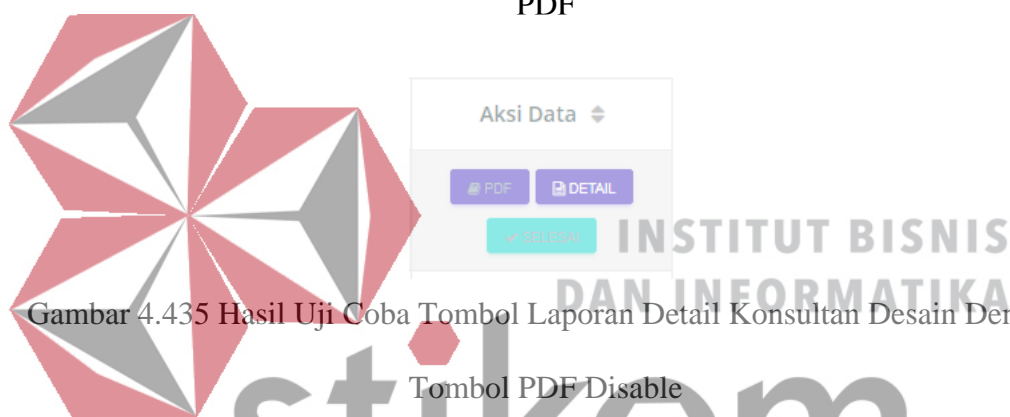 PDF
Aksi Data
PDF DETAIL
SELESAI
INSTITUT BISNIS
DAN INFORMATIKA
Gambar 4.435 Hasil Uji Coba Tombol Laporan Detail Konsultan Desain
Tombol PDF Disable
stikom